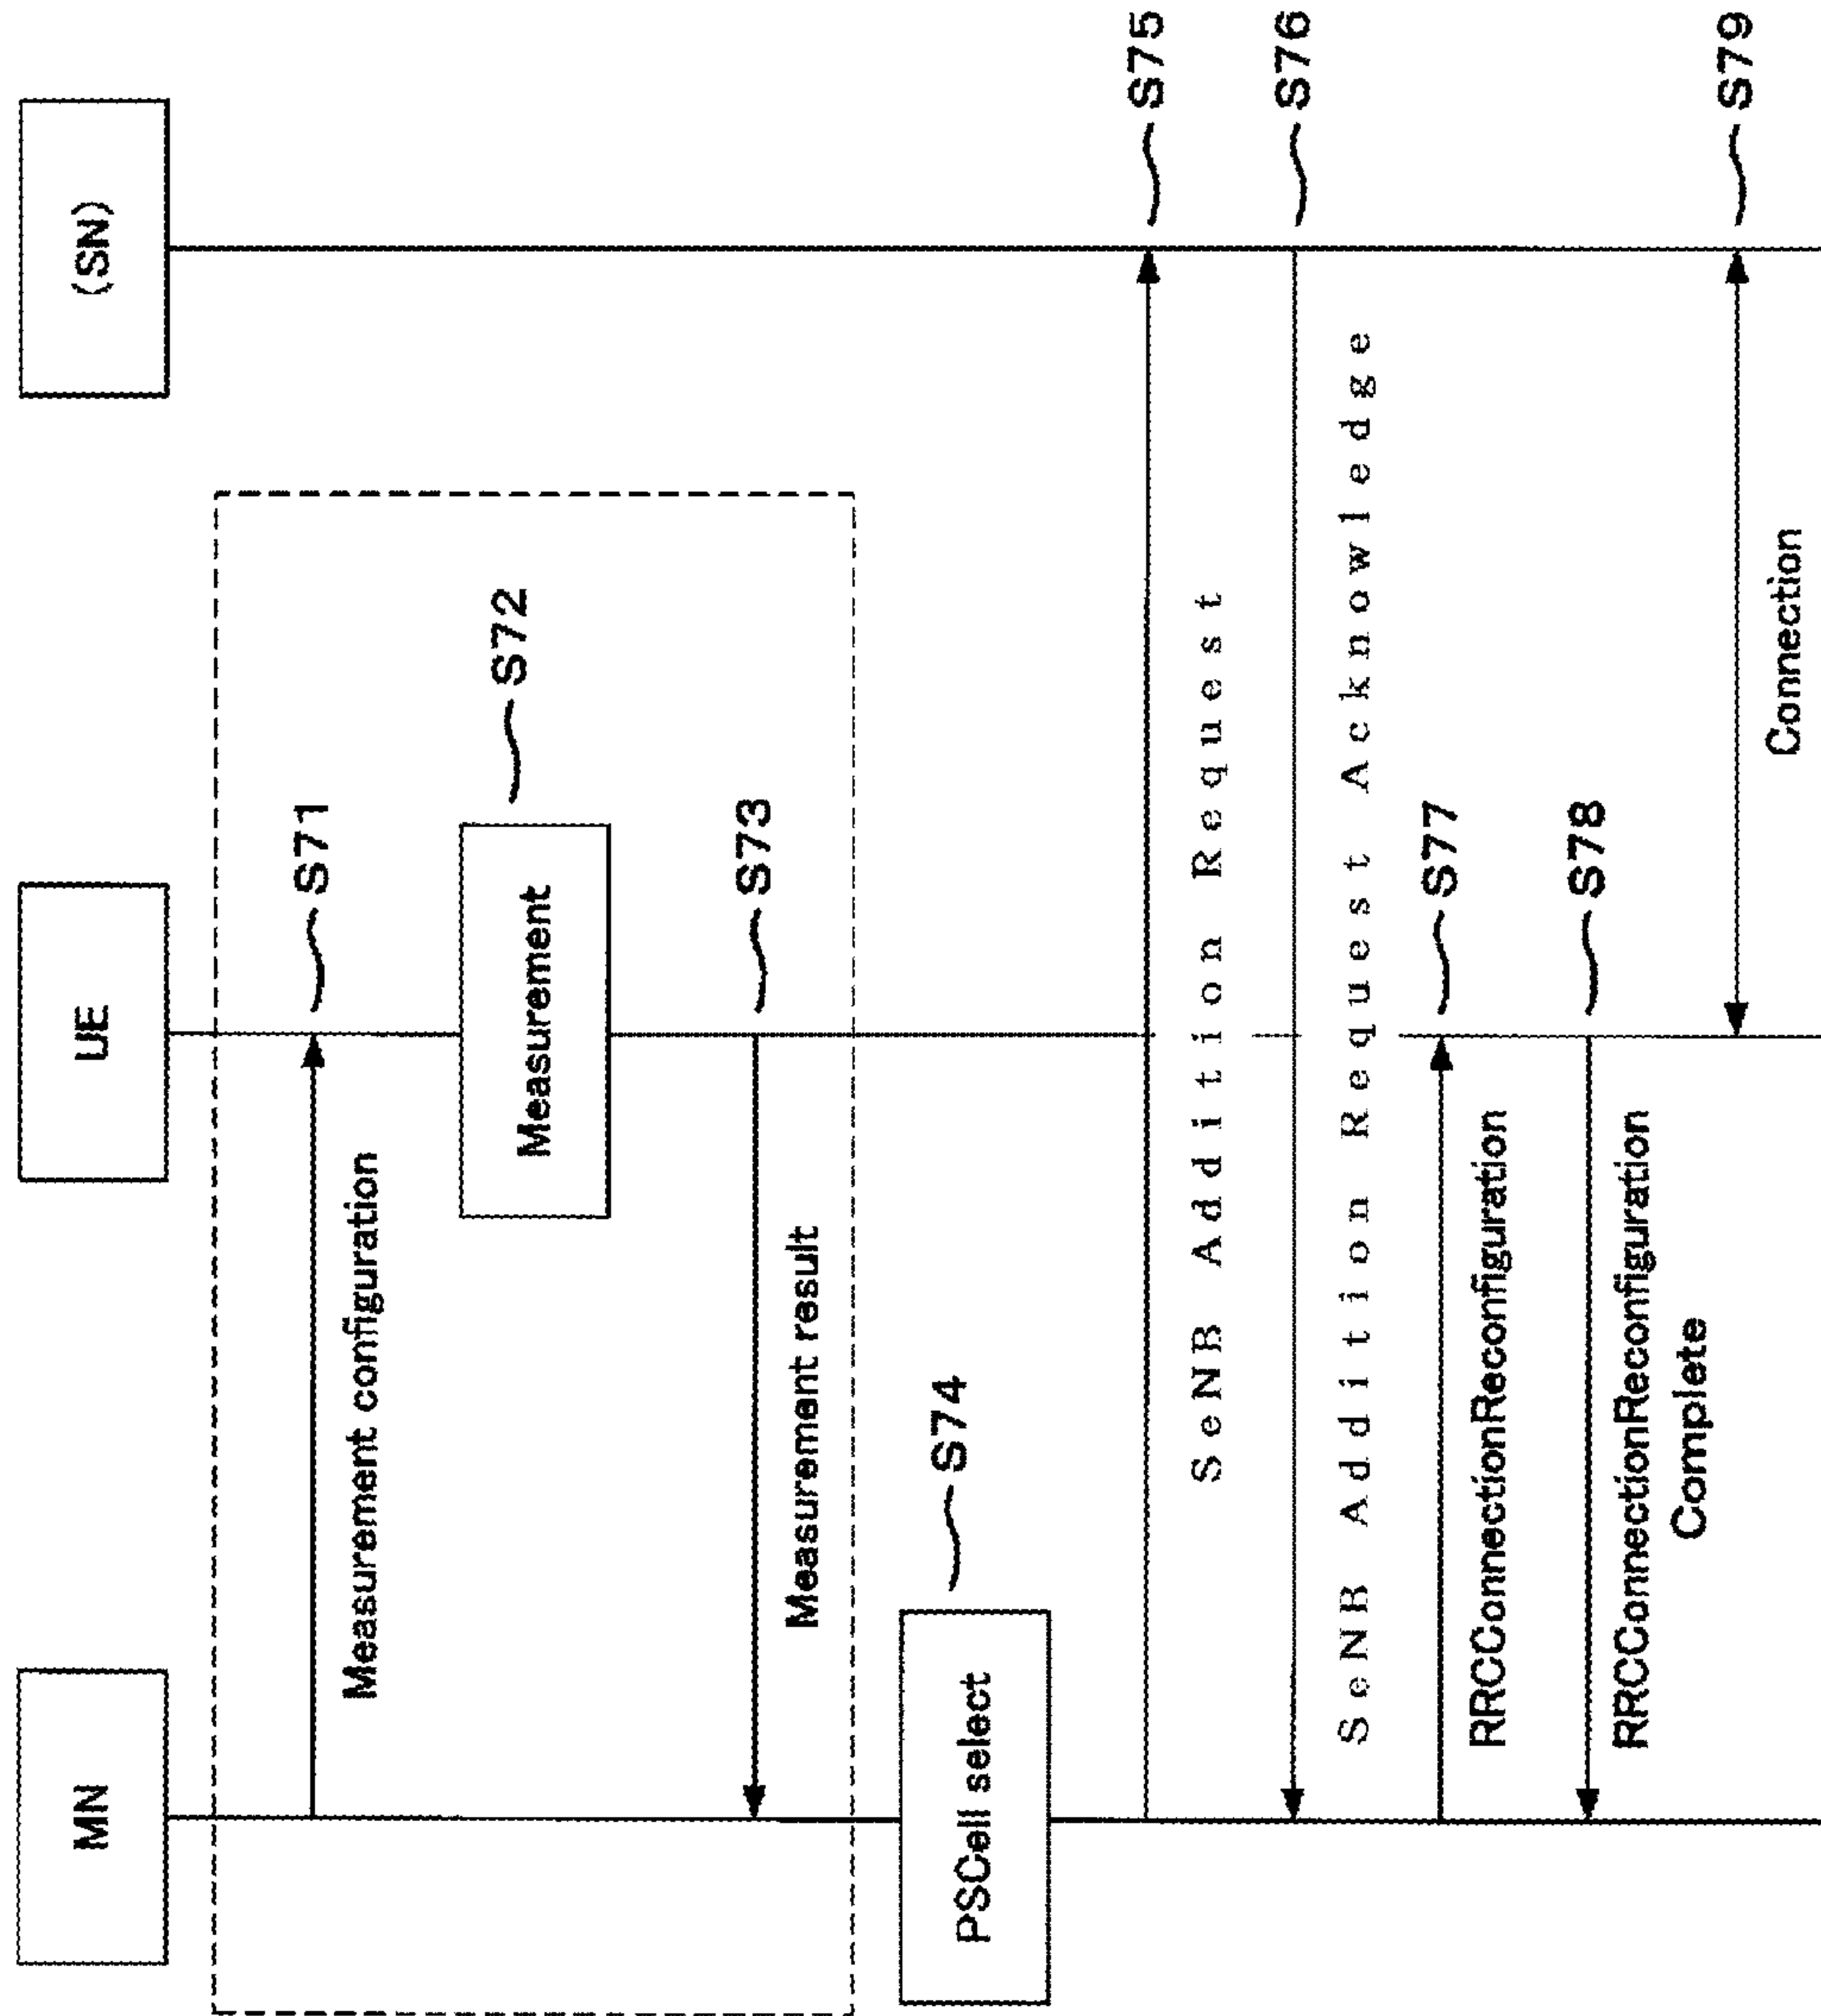 MN
UE
(SN)
S71
Measurement configuration
Measurement
S72
S73
Measurement result
PSCell select
S74
S75
SeNB Addition Request
S76
SeNB Addition Request Acknowledge
S77
RRCConnectionReconfiguration
S78
RRCConnectionReconfiguration
Complete
S79
Connection